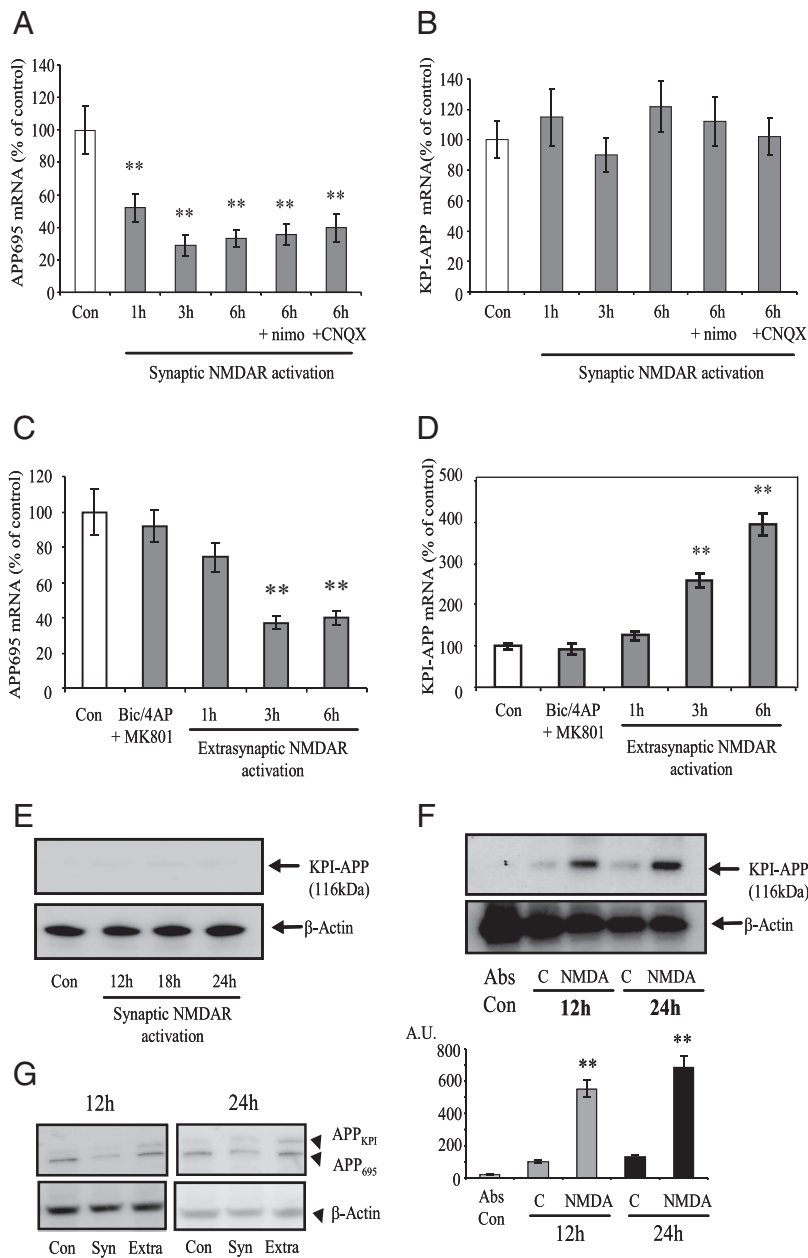 A
APP695 mRNA (% of control)
140
120
100
80
60
40
20
0
** ** ** ** **
Con 1h 3h 6h 6h 6h
+ nimo +CNQX
Synaptic NMDAR activation
B
KPI-APP mRNA(% of control)
140
120
100
80
60
40
20
0
Con 1h 3h 6h 6h 6h
+ nimo +CNQX
Synaptic NMDAR activation
C
APP695 mRNA (% of control)
120
100
80
60
40
20
0
** **
Con Bic/4AP 1h 3h 6h
+ MK801 Extrasynaptic NMDAR
activation
D
KPI-APP mRNA (% of control)
500
400
300
200
100
0
** **
Con Bic/4AP 1h 3h 6h
+ MK801 Extrasynaptic NMDAR
activation
E
KPI-APP
(116kDa)
β-Actin
Con 12h 18h 24h
Synaptic NMDAR
activation
F
KPI-APP
(116kDa)
β-Actin
Abs C NMDA C NMDA
Con 12h 24h
A.U.
800
600
400
200
0
** **
Abs C NMDA C NMDA
Con
12h 24h
G
12h 24h
APPKPI
APP695
β-Actin
Con Syn Extra Con Syn Extra